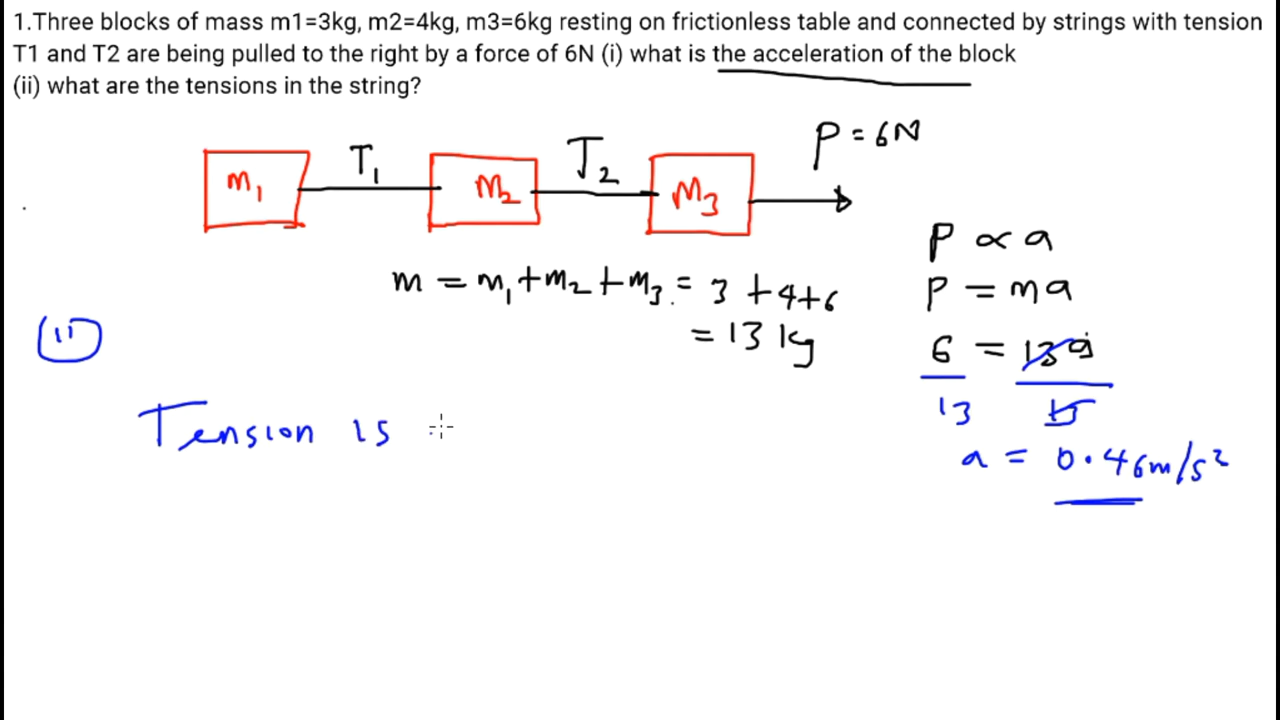 1.Three blocks of mass m1=3kg, m2=4kg, m3=6kg resting on frictionless table and connected by strings with tension
T1 and T2 are being pulled to the right by a force of 6N (i) what is the acceleration of the block
(ii) what are the tensions in the string?
P = 6N
m₁ T₁ M₂ T₂ M₃
P ∝ a
m = m₁+m₂+m₃ = 3+4+6
P = ma
= 13 kg
(ii)
6 = 13a
13 13
Tension is
a = 0.46m/s²